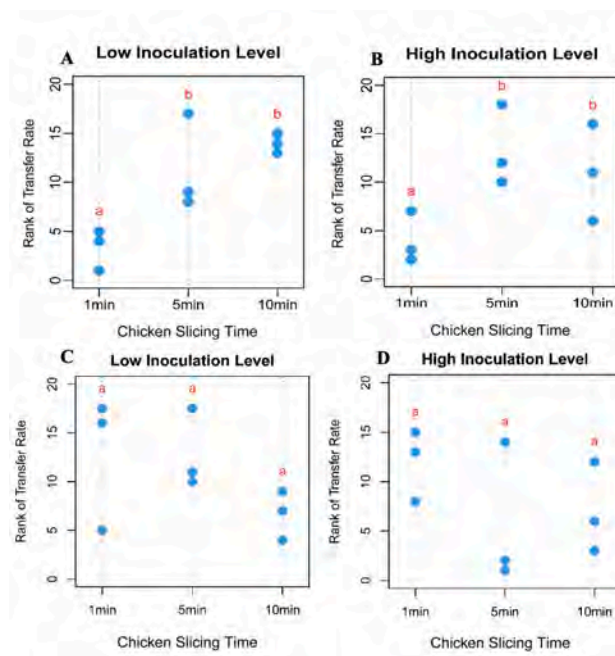 A
Low Inoculation Level
Rank of Transfer Rate
20
15
10
5
0
a
b
b
1min
5min
10min
Chicken Slicing Time
B
High Inoculation Level
Rank of Transfer Rate
20
15
10
5
0
a
b
b
1min
5min
10min
Chicken Slicing Time
C
Low Inoculation Level
Rank of Transfer Rate
20
15
10
5
0
a
a
a
1min
5min
10min
Chicken Slicing Time
D
High Inoculation Level
Rank of Transfer Rate
20
15
10
5
0
a
a
a
1min
5min
10min
Chicken Slicing Time